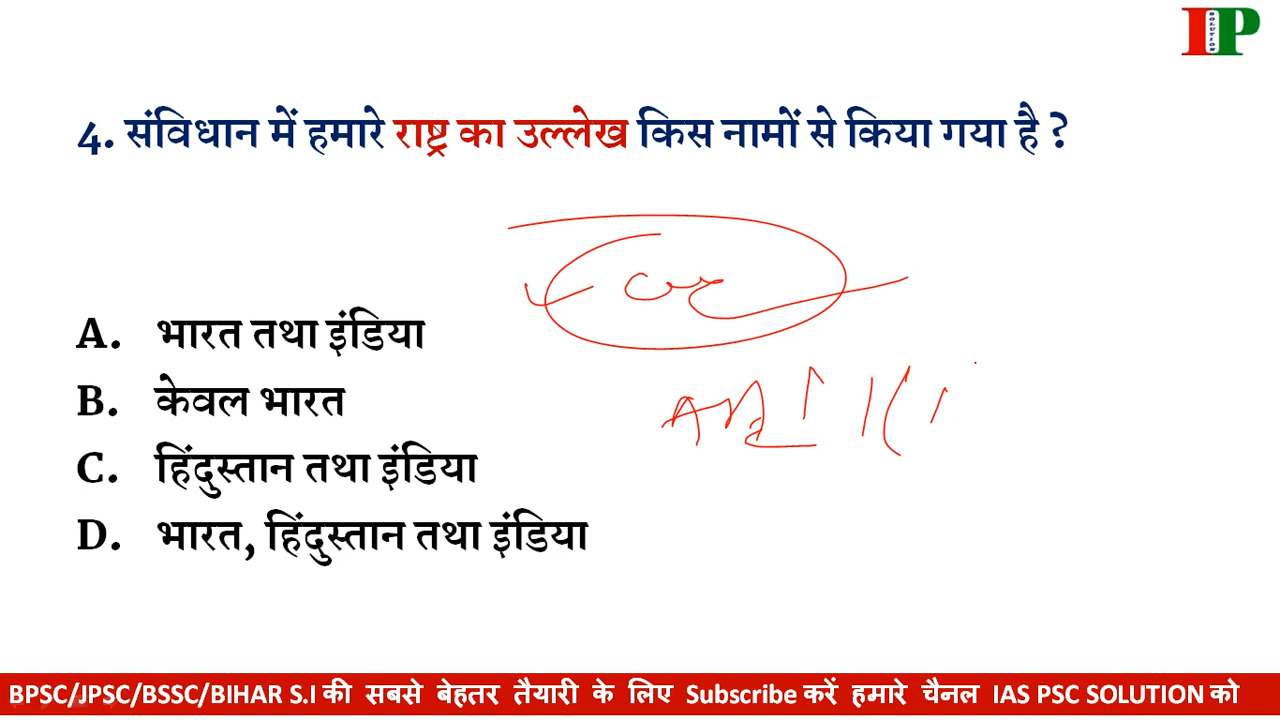 IP
SOLUTION
4. संविधान में हमारे राष्ट्र का उल्लेख किस नामों से किया गया है ?
A. भारत तथा इंडिया
B. केवल भारत
C. हिंदुस्तान तथा इंडिया
D. भारत, हिंदुस्तान तथा इंडिया
BPSC/JPSC/BSSC/BIHAR S.I की सबसे बेहतर तैयारी के लिए Subscribe करें हमारे चैनल IAS PSC SOLUTION को